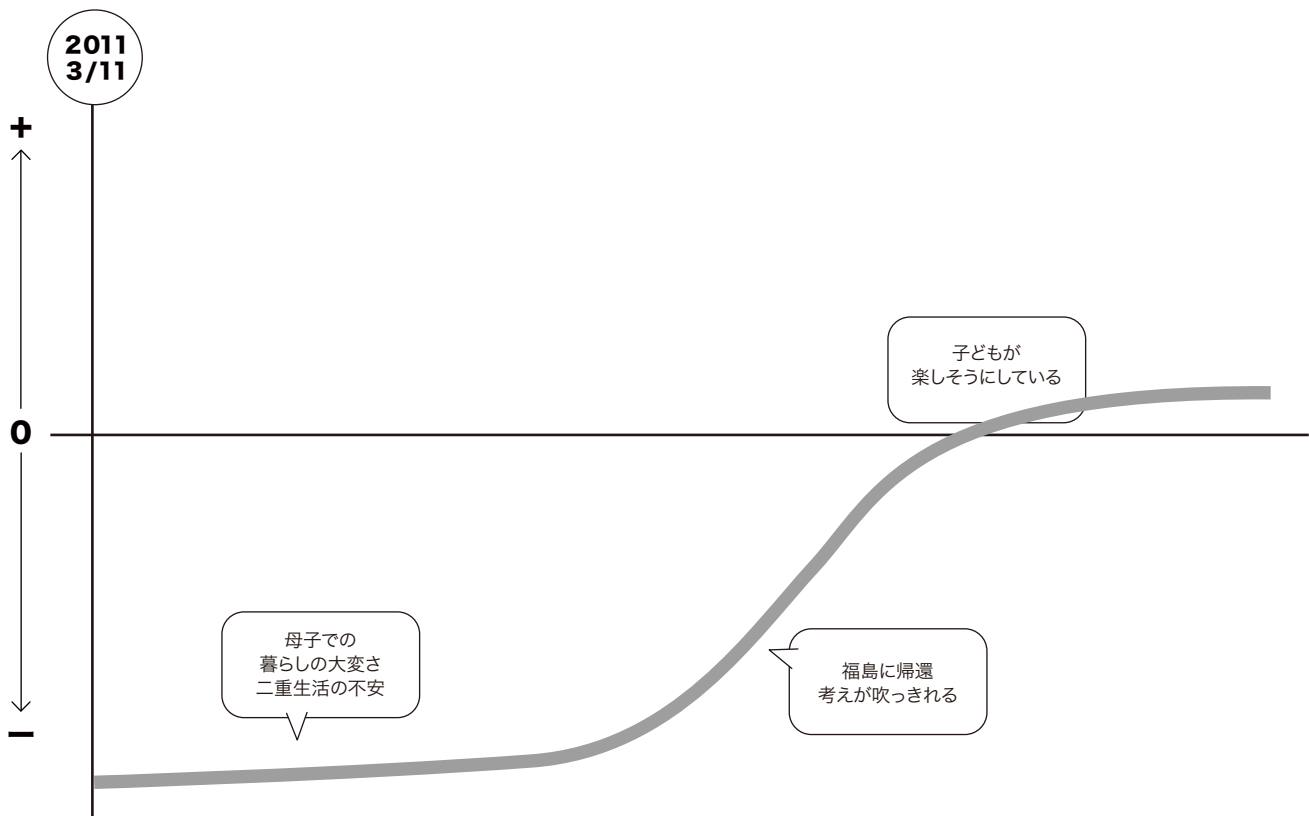 2011
3/11
+
子どもが
楽しそうにしている
0
母子での
暮らしの大変さ
二重生活の不安
福島に帰還
考えが吹っきれる
−